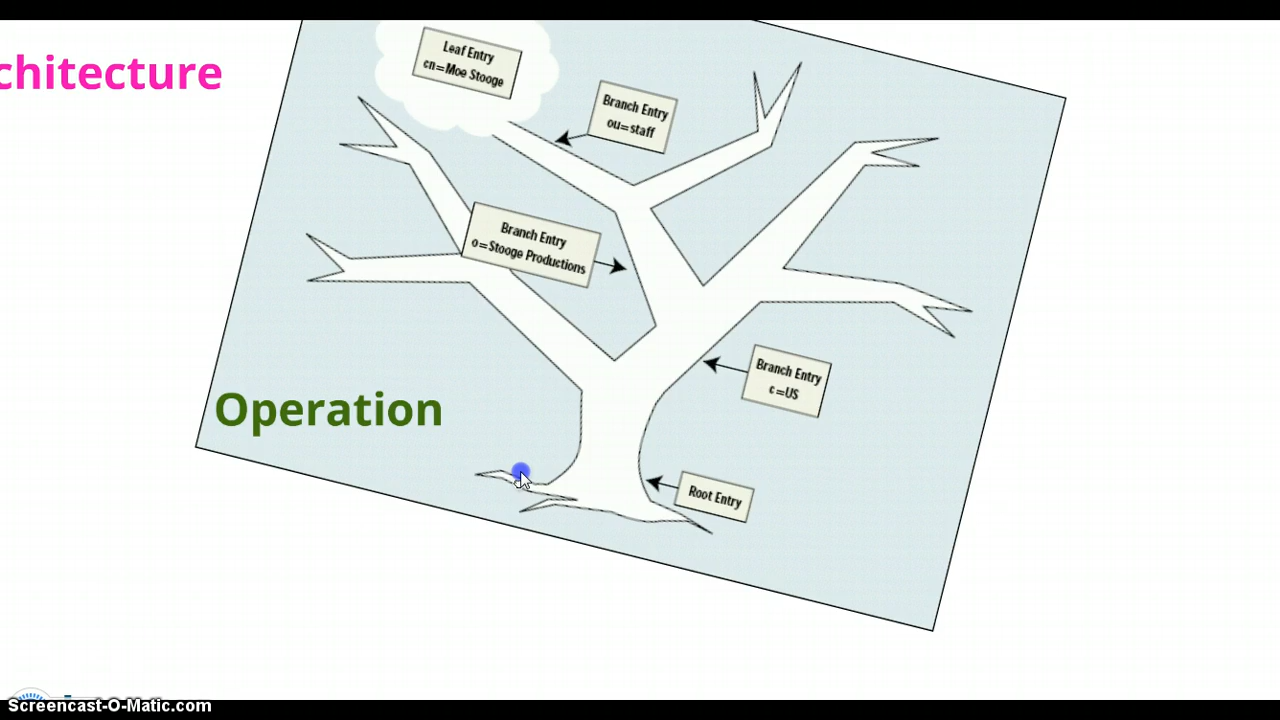 chitecture
Leaf Entry
cn=Moe Stooge
Branch Entry
ou=staff
Branch Entry
o=Stooge Productions
Branch Entry
c=US
Operation
Root Entry
Screencast-O-Matic.com